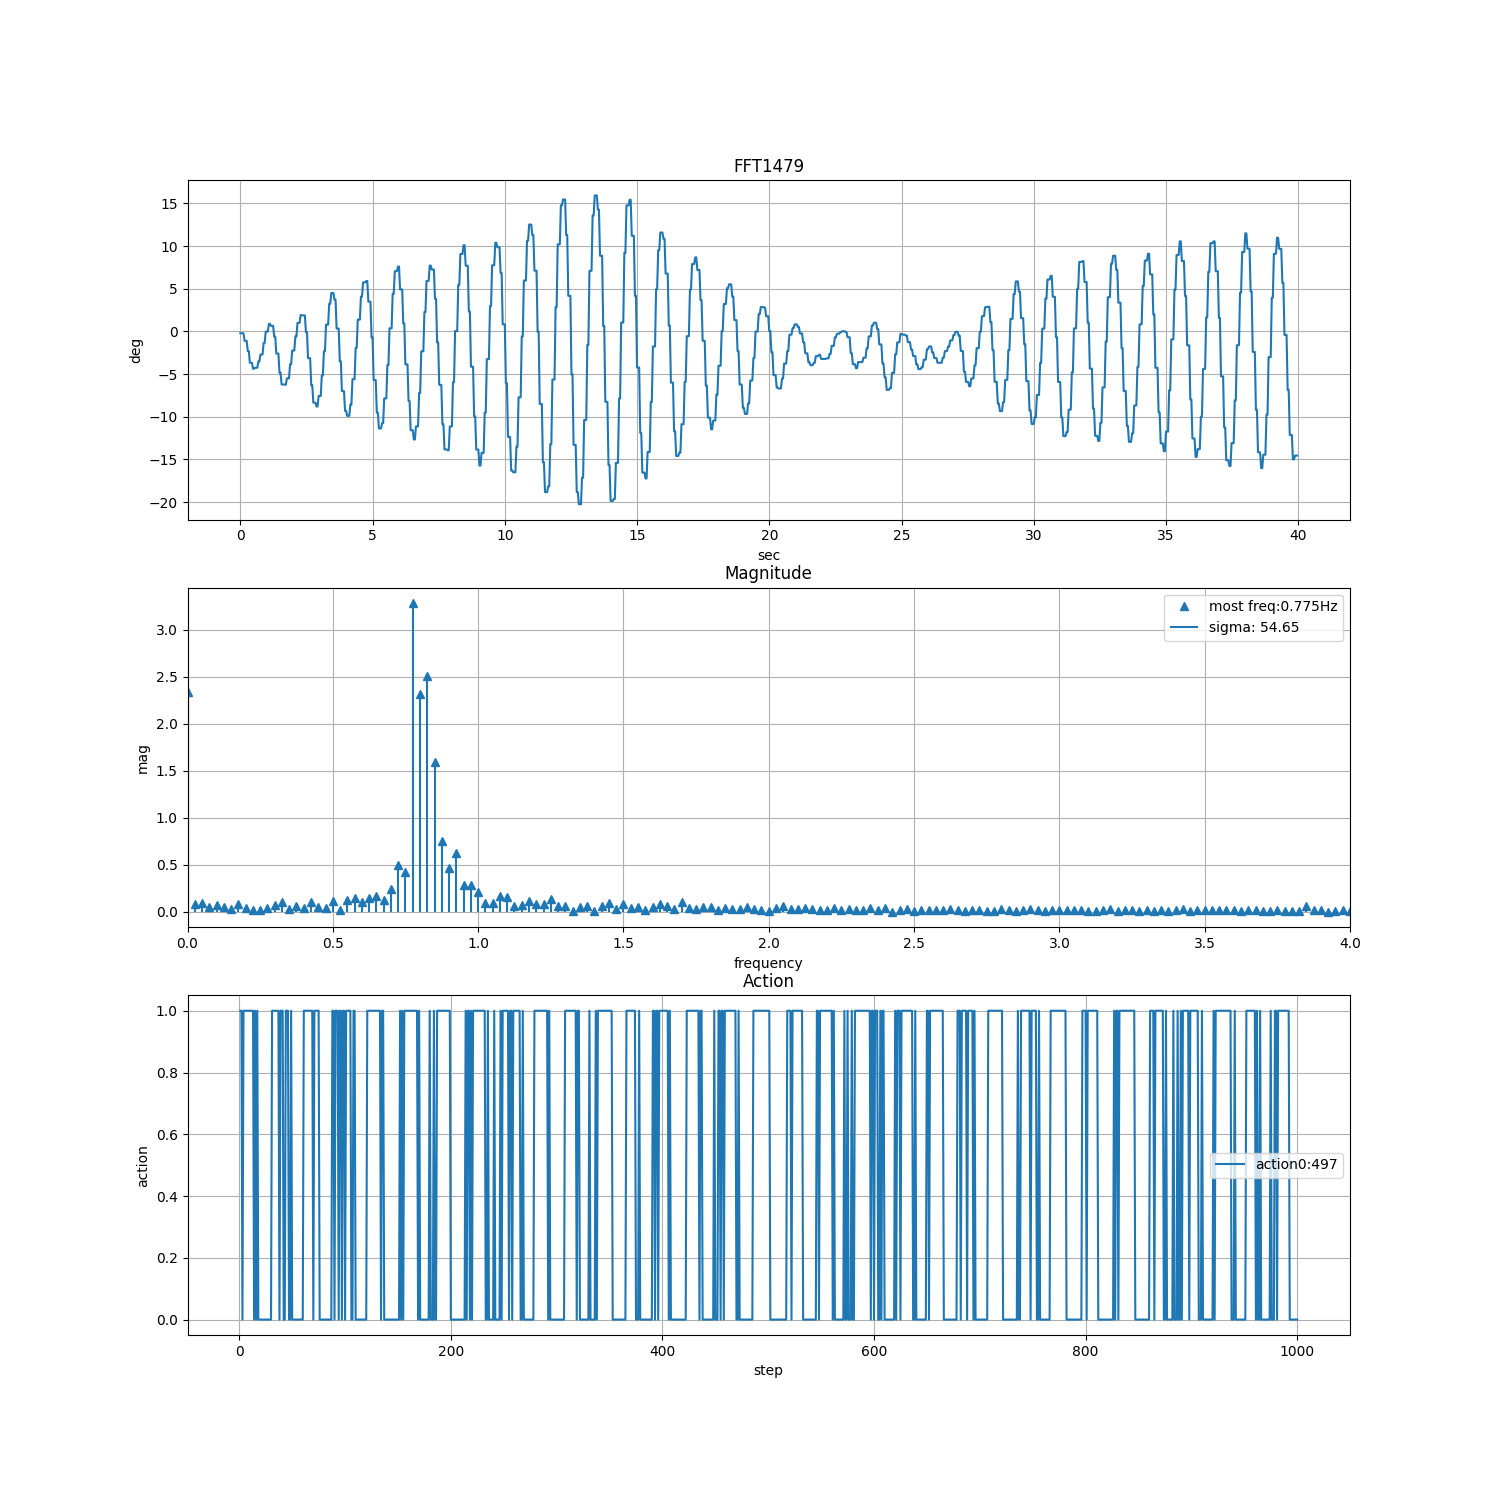 FFT1479
15
10
5
0
−5
−10
−15
−20
deg
0 5 10 15 20 25 30 35 40
sec
Magnitude
most freq:0.775Hz
sigma: 54.65
3.0
2.5
2.0
1.5
1.0
0.5
0.0
mag
0.0 0.5 1.0 1.5 2.0 2.5 3.0 3.5 4.0
frequency
Action
1.0
0.8
0.6
0.4
0.2
0.0
action
action0:497
0 200 400 600 800 1000
step